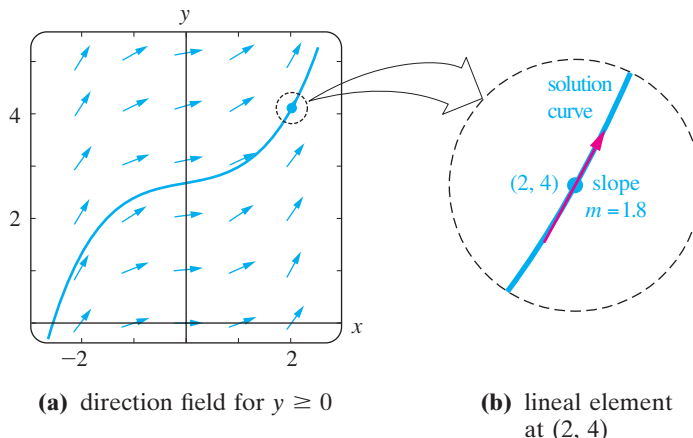 y
4
2
x
−2
2
solution
curve
(2, 4)
slope
m = 1.8
(a) direction field for y ≥ 0
(b) lineal element
at (2, 4)